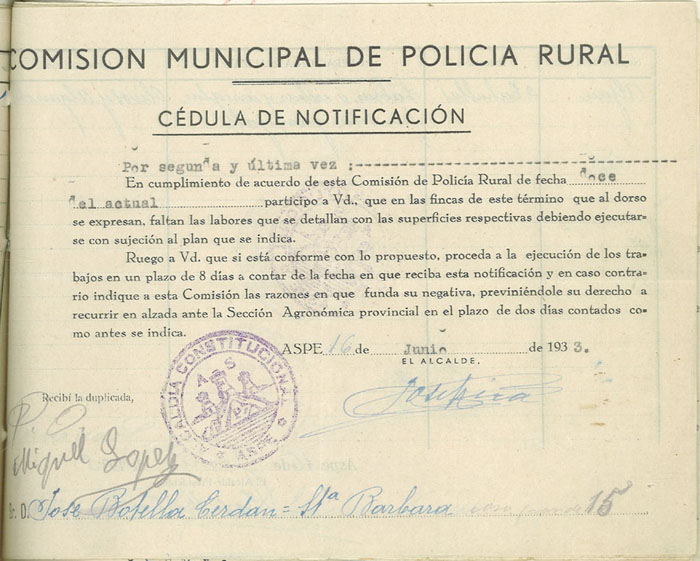 COMISION MUNICIPAL DE POLICIA RURAL
CÉDULA DE NOTIFICACIÓN
Por segunda y última vez :
En cumplimiento de acuerdo de esta Comisión de Policía Rural de fecha doce
del actual participo a Vd., que en las fincas de este término que al dorso
se expresan, faltan las labores que se detallan con las superficies respectivas debiendo ejecutar=
se con sujeción al plan que se indica.
Ruego a Vd. que si está conforme con lo propuesto, proceda a la ejecución de los tra=
bajos en un plazo de 8 días a contar de la fecha en que reciba esta notificación y en caso contra=
rio indique a esta Comisión las razones en que funda su negativa, previniéndole su derecho a
recurrir en alzada ante la Sección Agronómica provincial en el plazo de dos días contados co=
mo antes se indica.
ASPE 16 de Junio de 1933.
EL ALCALDE,
ALCALDIA CONSTITUCIONAL
ASPE
Recibí la duplicada,
P. O.
Miguel Lopez
Sr. D. Jose Botella Cerdan = Stª Barbara 15